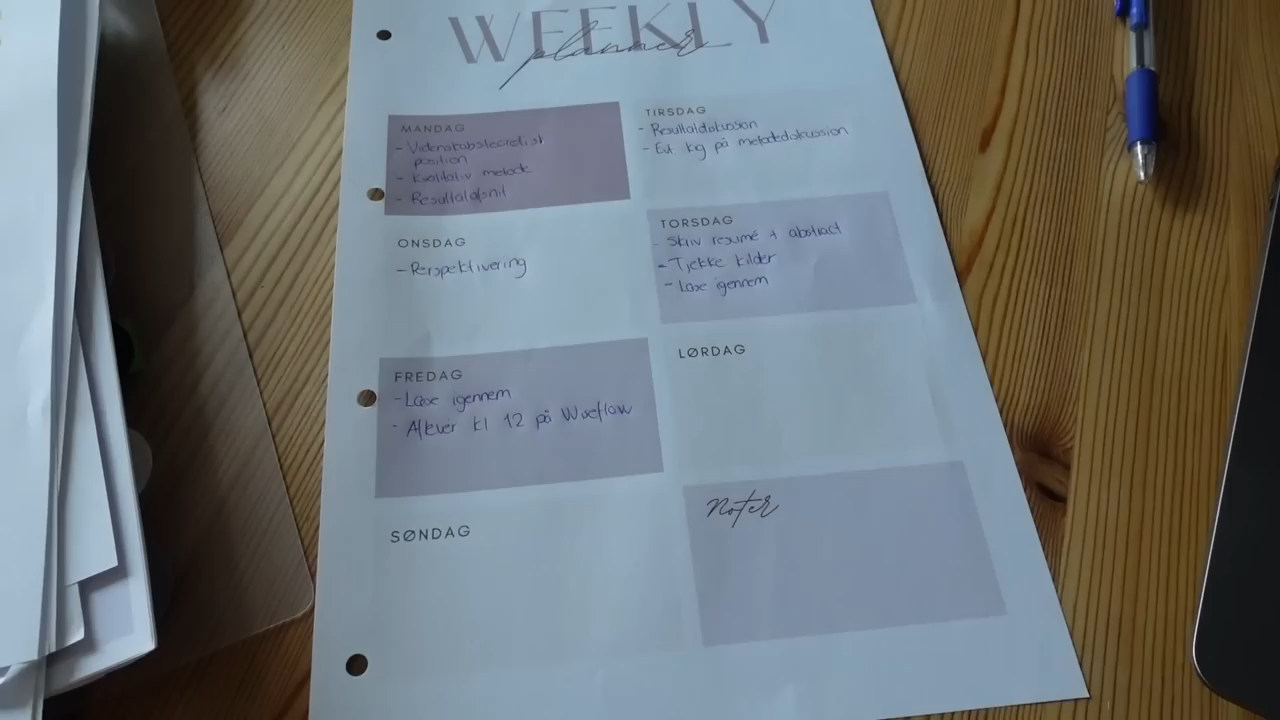 WEEKLY
planner
MANDAG
- Videnskabsteoretisk
position
- Kvalitativ metode
- Resultatafsnit
TIRSDAG
- Resultatdiskussion
- Evt. kig på metodediskussion
ONSDAG
- Perspektivering
TORSDAG
- Skriv resumé + abstract
- Tjekke kilder
- Læse igennem
FREDAG
- Læse igennem
- Aflever kl 12 på Wiseflow
LØRDAG
SØNDAG
noter